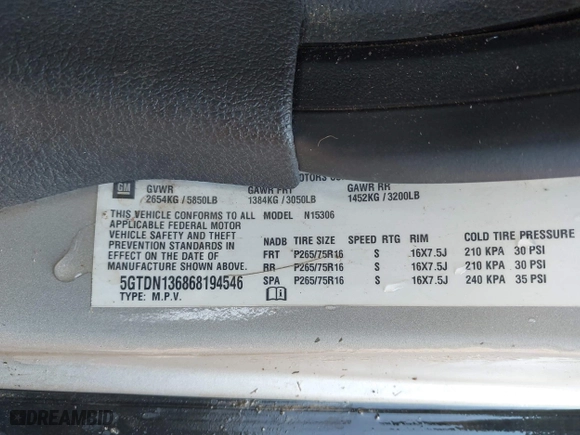 GM
GVWR GAWR FRT GAWR RR
2654KG / 5850LB 1384KG / 3050LB 1452KG / 3200LB
THIS VEHICLE CONFORMS TO ALL MODEL N15306
APPLICABLE FEDERAL MOTOR
VEHICLE SAFETY AND THEFT NADB TIRE SIZE SPEED RTG RIM COLD TIRE PRESSURE
PREVENTION STANDARDS IN FRT P265/75R16 S 16X7.5J 210 KPA 30 PSI
EFFECT ON THE DATE OF RR P265/75R16 S 16X7.5J 210 KPA 30 PSI
MANUFACTURE SHOWN ABOVE.
5GTDN136868194546 SPA P265/75R16 S 16X7.5J 240 KPA 35 PSI
TYPE: M.P.V.
DREAMBID